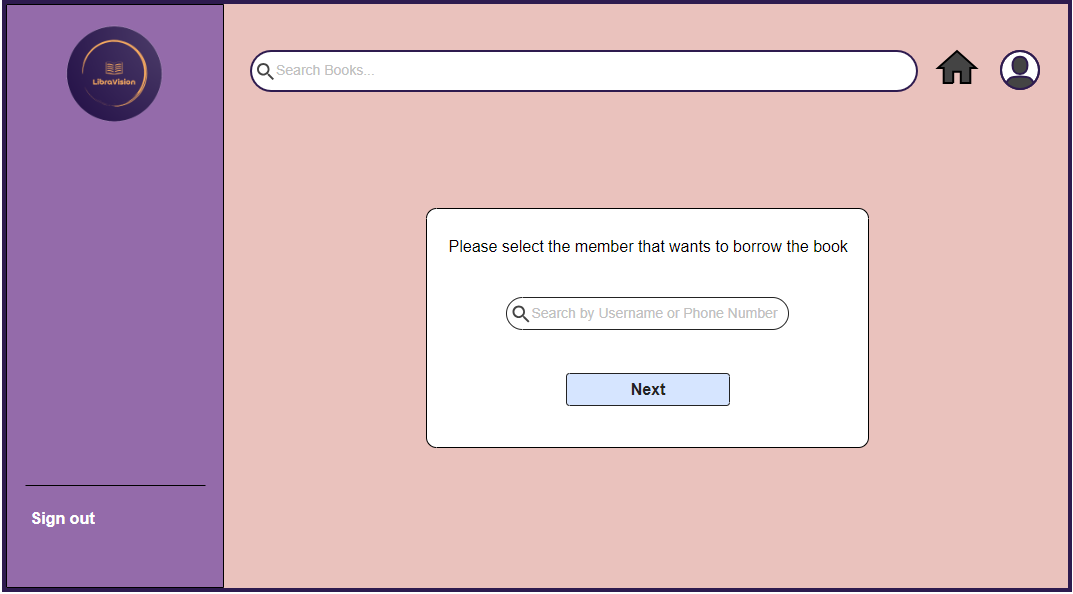 LibraVision
Search Books...
Please select the member that wants to borrow the book
Search by Username or Phone Number
Next
Sign out